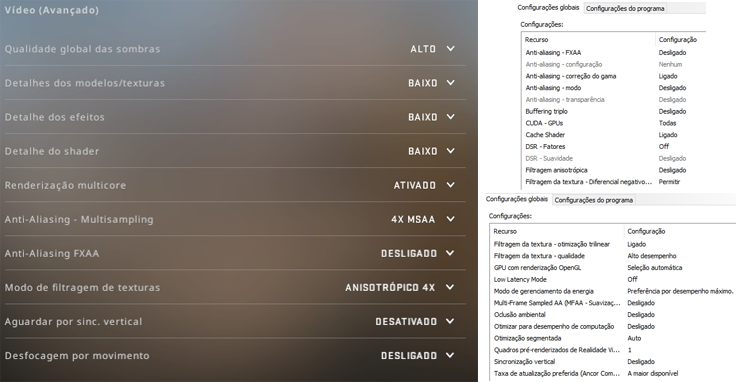 Vídeo (Avançado)
Qualidade global das sombras ALTO
Detalhes dos modelos/texturas BAIXO
Detalhe dos efeitos BAIXO
Detalhe do shader BAIXO
Renderização multicore ATIVADO
Anti-Aliasing - Multisampling 4X MSAA
Anti-Aliasing FXAA DESLIGADO
Modo de filtragem de texturas ANISOTRÓPICO 4X
Aguardar por sinc. vertical DESATIVADO
Desfocagem por movimento DESLIGADO
Configurações globais Configurações do programa
Configurações:
Recurso Configuração
Anti-aliasing - FXAA Desligado
Anti-aliasing - configuração Nenhum
Anti-aliasing - correção do gama Ligado
Anti-aliasing - modo Desligado
Anti-aliasing - transparência Desligado
Buffering triplo Desligado
CUDA - GPUs Todas
Cache Shader Ligado
DSR - Fatores Off
DSR - Suavidade Desligado
Filtragem anisotrópica Desligado
Filtragem da textura - Diferencial negativo... Permitir
Configurações globais Configurações do programa
Configurações:
Recurso Configuração
Filtragem da textura - otimização trilinear Ligado
Filtragem da textura - qualidade Alto desempenho
GPU com renderização OpenGL Seleção automática
Low Latency Mode Off
Modo de gerenciamento da energia Preferência por desempenho máximo.
Multi-Frame Sampled AA (MFAA - Suavizaç... Desligado
Oclusão ambiental Desligado
Otimizar para desempenho de computação Desligado
Otimização segmentada Auto
Quadros pré-renderizados de Realidade Vi... 1
Sincronização vertical Desligado
Taxa de atualização preferida (Ancor Com... A maior disponível